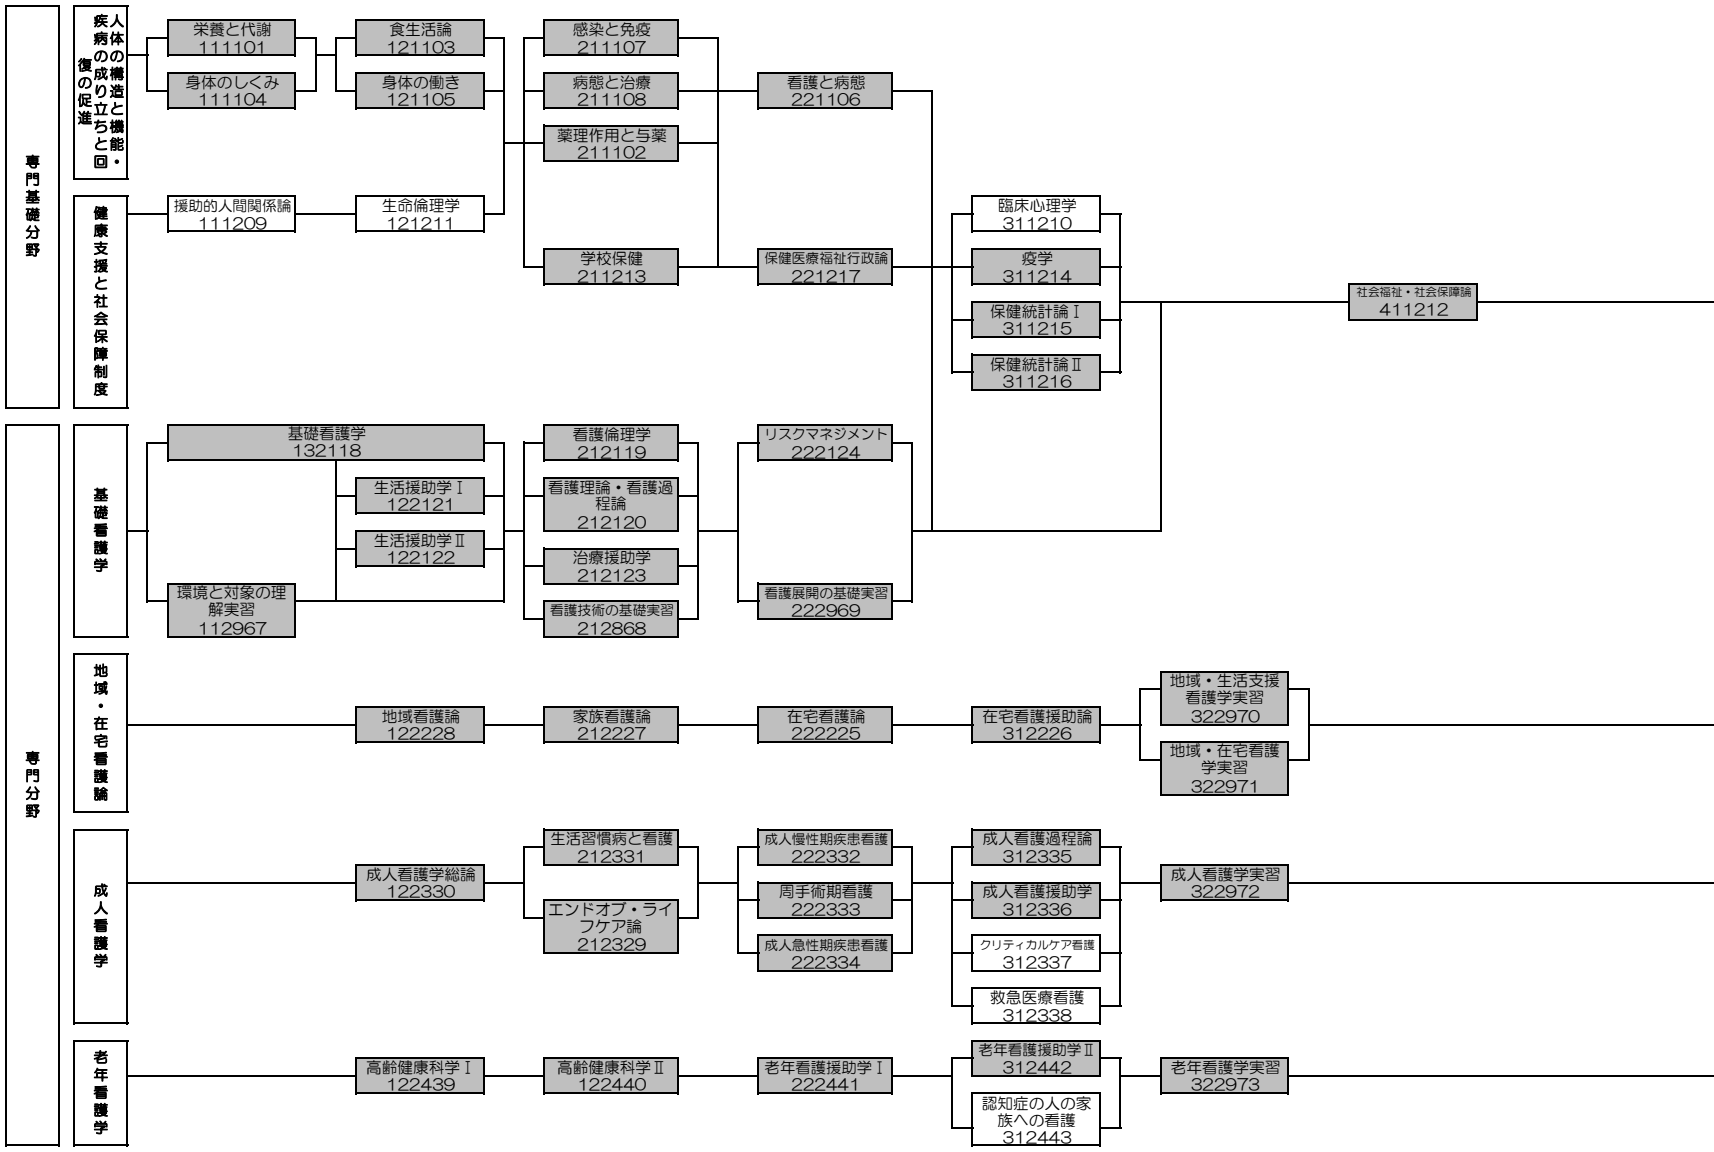 専門基礎分野
人体の構造と機能・
疾病の成り立ちと回
復の促進
栄養と代謝
111101
身体のしくみ
111104
食生活論
121103
身体の働き
121105
感染と免疫
211107
病態と治療
211108
薬理作用と与薬
211102
看護と病態
221106
健康支援と社会保障制度
援助的人間関係論
111209
生命倫理学
121211
学校保健
211213
保健医療福祉行政論
221217
臨床心理学
311210
疫学
311214
保健統計論Ⅰ
311215
保健統計論Ⅱ
311216
社会福祉・社会保障論
411212
専門分野
基礎看護学
基礎看護学
132118
生活援助学Ⅰ
122121
生活援助学Ⅱ
122122
環境と対象の理
解実習
112967
看護倫理学
212119
看護理論・看護過
程論
212120
治療援助学
212123
看護技術の基礎実習
212868
リスクマネジメント
222124
看護展開の基礎実習
222969
地域・在宅看護論
地域看護論
122228
家族看護論
212227
在宅看護論
222225
在宅看護援助論
312226
地域・生活支援
看護学実習
322970
地域・在宅看護
学実習
322971
成人看護学
成人看護学総論
122330
生活習慣病と看護
212331
エンドオブ・ライ
フケア論
212329
成人慢性期疾患看護
222332
周手術期看護
222333
成人急性期疾患看護
222334
成人看護過程論
312335
成人看護援助学
312336
クリティカルケア看護
312337
救急医療看護
312338
成人看護学実習
322972
老年看護学
高齢健康科学Ⅰ
122439
高齢健康科学Ⅱ
122440
老年看護援助学Ⅰ
222441
老年看護援助学Ⅱ
312442
認知症の人の家
族への看護
312443
老年看護学実習
322973